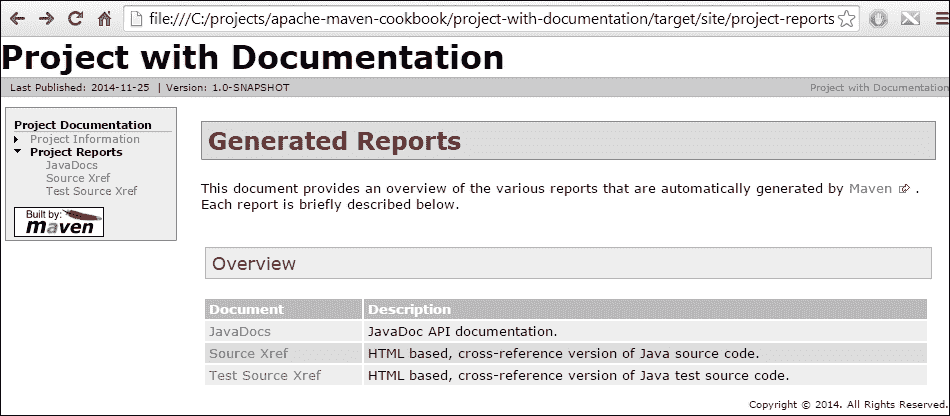 file:///C:/projects/apache-maven-cookbook/project-with-documentation/target/site/project-reports
Project with Documentation
Last Published: 2014-11-25 | Version: 1.0-SNAPSHOT
Project with Documentation
Project Documentation
Project Information
Project Reports
JavaDocs
Source Xref
Test Source Xref
Built by:
maven
Generated Reports
This document provides an overview of the various reports that are automatically generated by Maven .
Each report is briefly described below.
Overview
Document Description
JavaDocs JavaDoc API documentation.
Source Xref HTML based, cross-reference version of Java source code.
Test Source Xref HTML based, cross-reference version of Java test source code.
Copyright © 2014. All Rights Reserved.